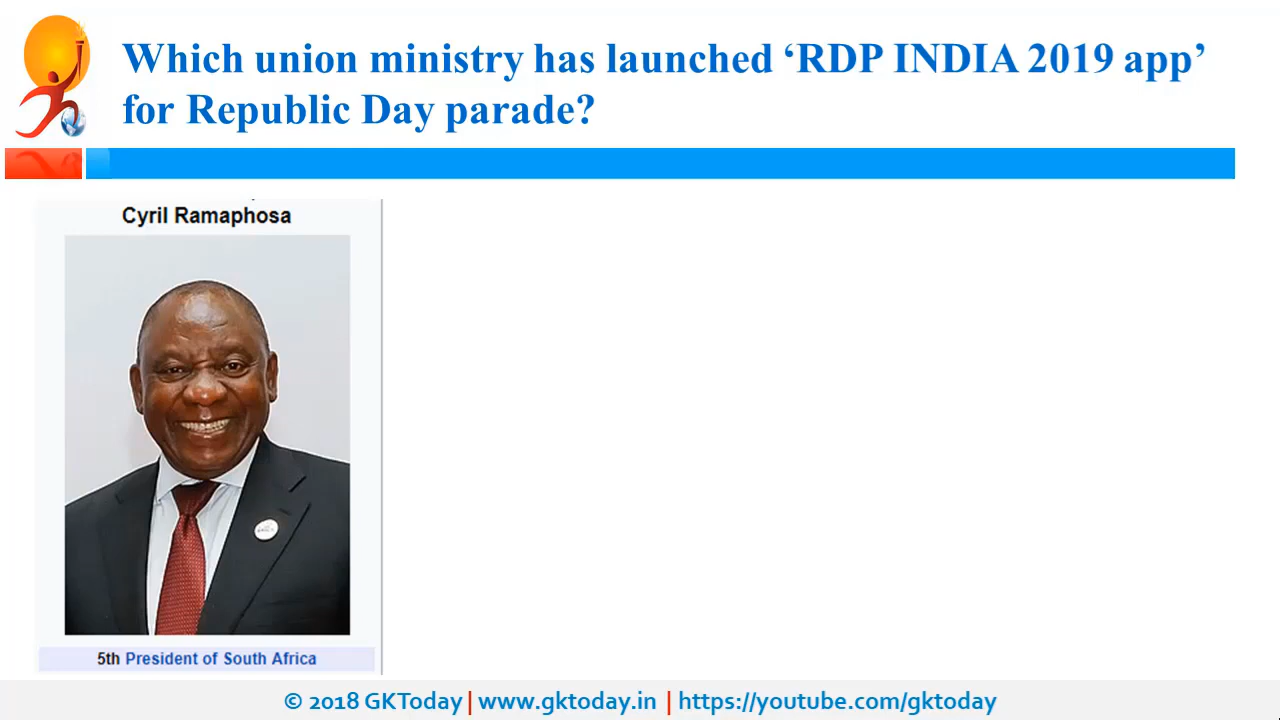 Which union ministry has launched ‘RDP INDIA 2019 app’
for Republic Day parade?
Cyril Ramaphosa
5th President of South Africa
© 2018 GKToday | www.gktoday.in | https://youtube.com/gktoday